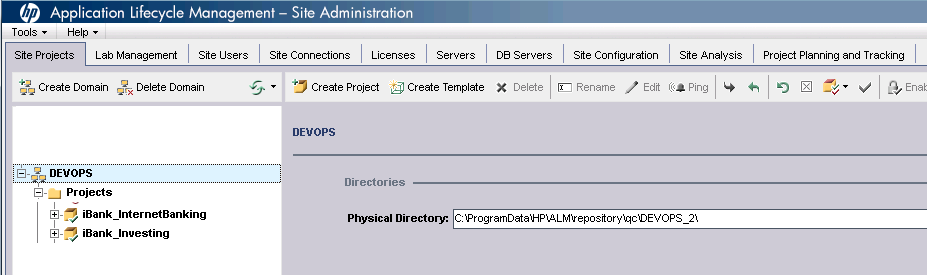 hp Application Lifecycle Management – Site Administration
Tools Help
Site Projects Lab Management Site Users Site Connections Licenses Servers DB Servers Site Configuration Site Analysis Project Planning and Tracking
Create Domain Delete Domain Create Project Create Template Delete Rename Edit Ping Enab
DEVOPS
DEVOPS
Projects
Directories
iBank_InternetBanking
Physical Directory: C:\ProgramData\HP\ALM\repository\qc\DEVOPS_2\
iBank_Investing